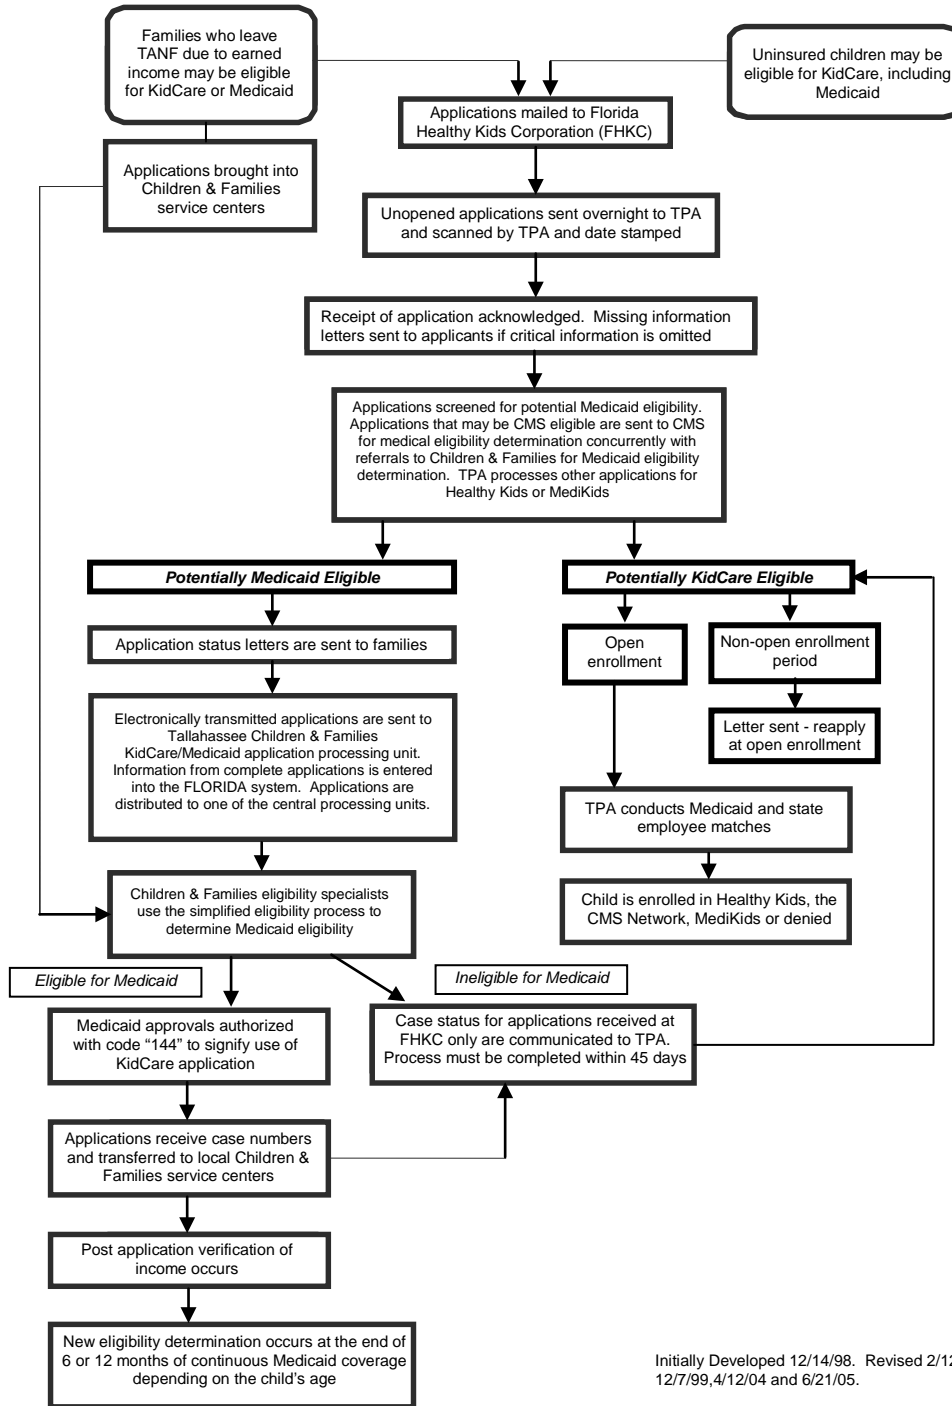 Families who leave
TANF due to earned
income may be eligible
for KidCare or Medicaid
Uninsured children may be
eligible for KidCare, including
Medicaid
Applications mailed to Florida
Healthy Kids Corporation (FHKC)
Applications brought into
Children & Families
service centers
Unopened applications sent overnight to TPA
and scanned by TPA and date stamped
Receipt of application acknowledged.  Missing information
letters sent to applicants if critical information is omitted
Applications screened for potential Medicaid eligibility.
Applications that may be CMS eligible are sent to CMS
for medical eligibility determination concurrently with
referrals to Children & Families for Medicaid eligibility
determination.  TPA processes other applications for
Healthy Kids or MediKids
Potentially Medicaid Eligible
Potentially KidCare Eligible
Application status letters are sent to families
Open
enrollment
Non-open enrollment
period
Letter sent - reapply
at open enrollment
Electronically transmitted applications are sent to
Tallahassee Children & Families
KidCare/Medicaid application processing unit.
Information from complete applications is entered
into the FLORIDA system.  Applications are
distributed to one of the central processing units.
TPA conducts Medicaid and state
employee matches
Child is enrolled in Healthy Kids, the
CMS Network, MediKids or denied
Children & Families eligibility specialists
use the simplified eligibility process to
determine Medicaid eligibility
Eligible for Medicaid
Ineligible for Medicaid
Medicaid approvals authorized
with code “144” to signify use of
KidCare application
Case status for applications received at
FHKC only are communicated to TPA.
Process must be completed within 45 days
Applications receive case numbers
and transferred to local Children &
Families service centers
Post application verification of
income occurs
New eligibility determination occurs at the end of
6 or 12 months of continuous Medicaid coverage
depending on the child’s age
Initially Developed 12/14/98.  Revised 2/12
12/7/99,4/12/04 and 6/21/05.